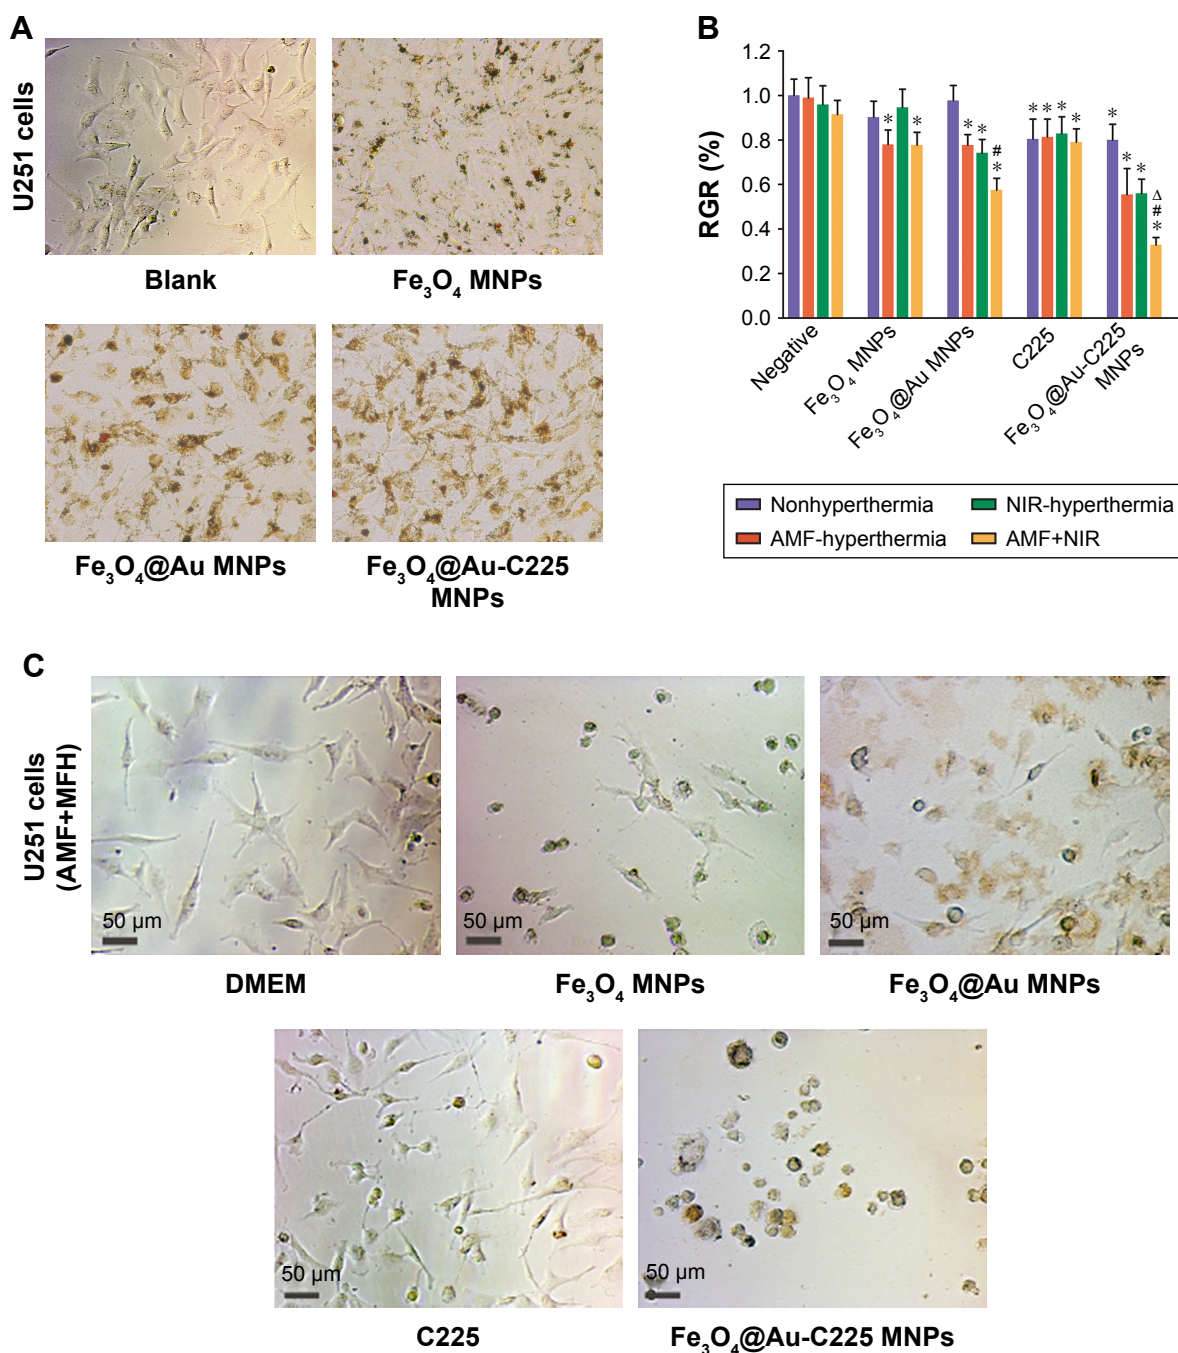 A
U251 cells
Blank
Fe₃O₄ MNPs
Fe₃O₄@Au MNPs
Fe₃O₄@Au-C225
MNPs
B
RGR (%)
1.2
1.0
0.8
0.6
0.4
0.2
0.0
* *
* *
# *
* * * *
* * *
Δ # *
Negative
Fe₃O₄ MNPs
Fe₃O₄@Au MNPs
C225
Fe₃O₄@Au-C225
MNPs
Nonhyperthermia
NIR-hyperthermia
AMF-hyperthermia
AMF+NIR
C
U251 cells
(AMF+MFH)
50 µm
50 µm
50 µm
DMEM
Fe₃O₄ MNPs
Fe₃O₄@Au MNPs
50 µm
50 µm
C225
Fe₃O₄@Au-C225 MNPs